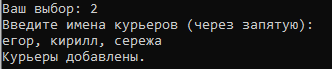 Ваш выбор: 2
Введите имена курьеров (через запятую):
егор, кирилл, сережа
Курьеры добавлены.